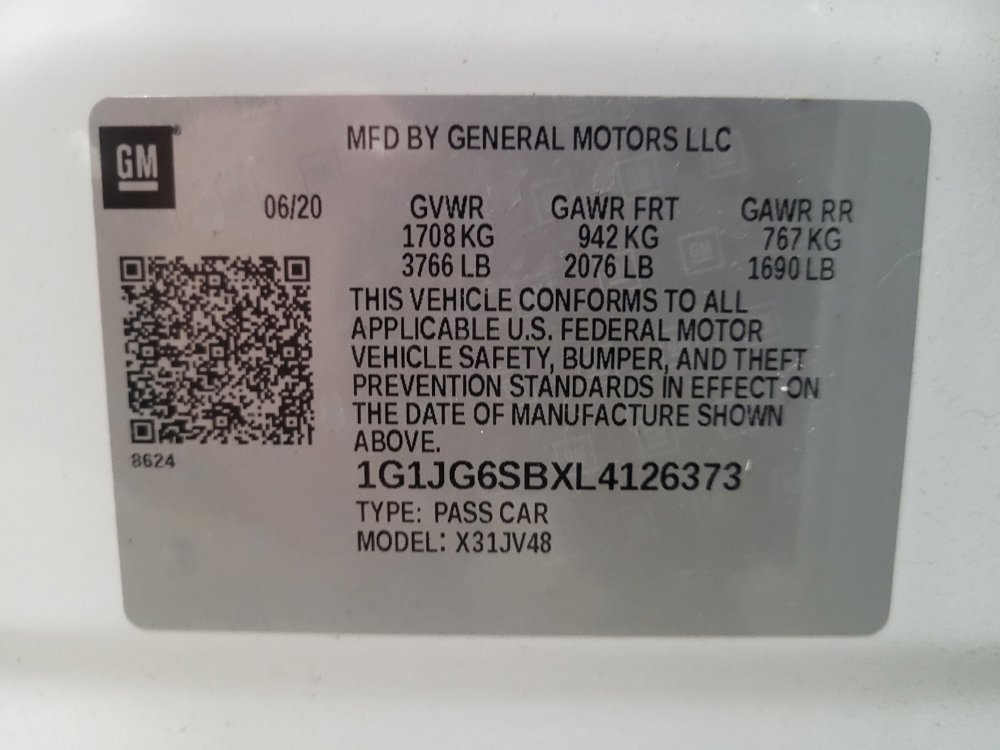 GM
MFD BY GENERAL MOTORS LLC
06/20 GVWR GAWR FRT GAWR RR
1708 KG 942 KG 767 KG
3766 LB 2076 LB 1690 LB
THIS VEHICLE CONFORMS TO ALL
APPLICABLE U.S. FEDERAL MOTOR
VEHICLE SAFETY, BUMPER, AND THEFT
PREVENTION STANDARDS IN EFFECT ON
THE DATE OF MANUFACTURE SHOWN
ABOVE.
8624
1G1JG6SBXL4126373
TYPE: PASS CAR
MODEL: X31JV48